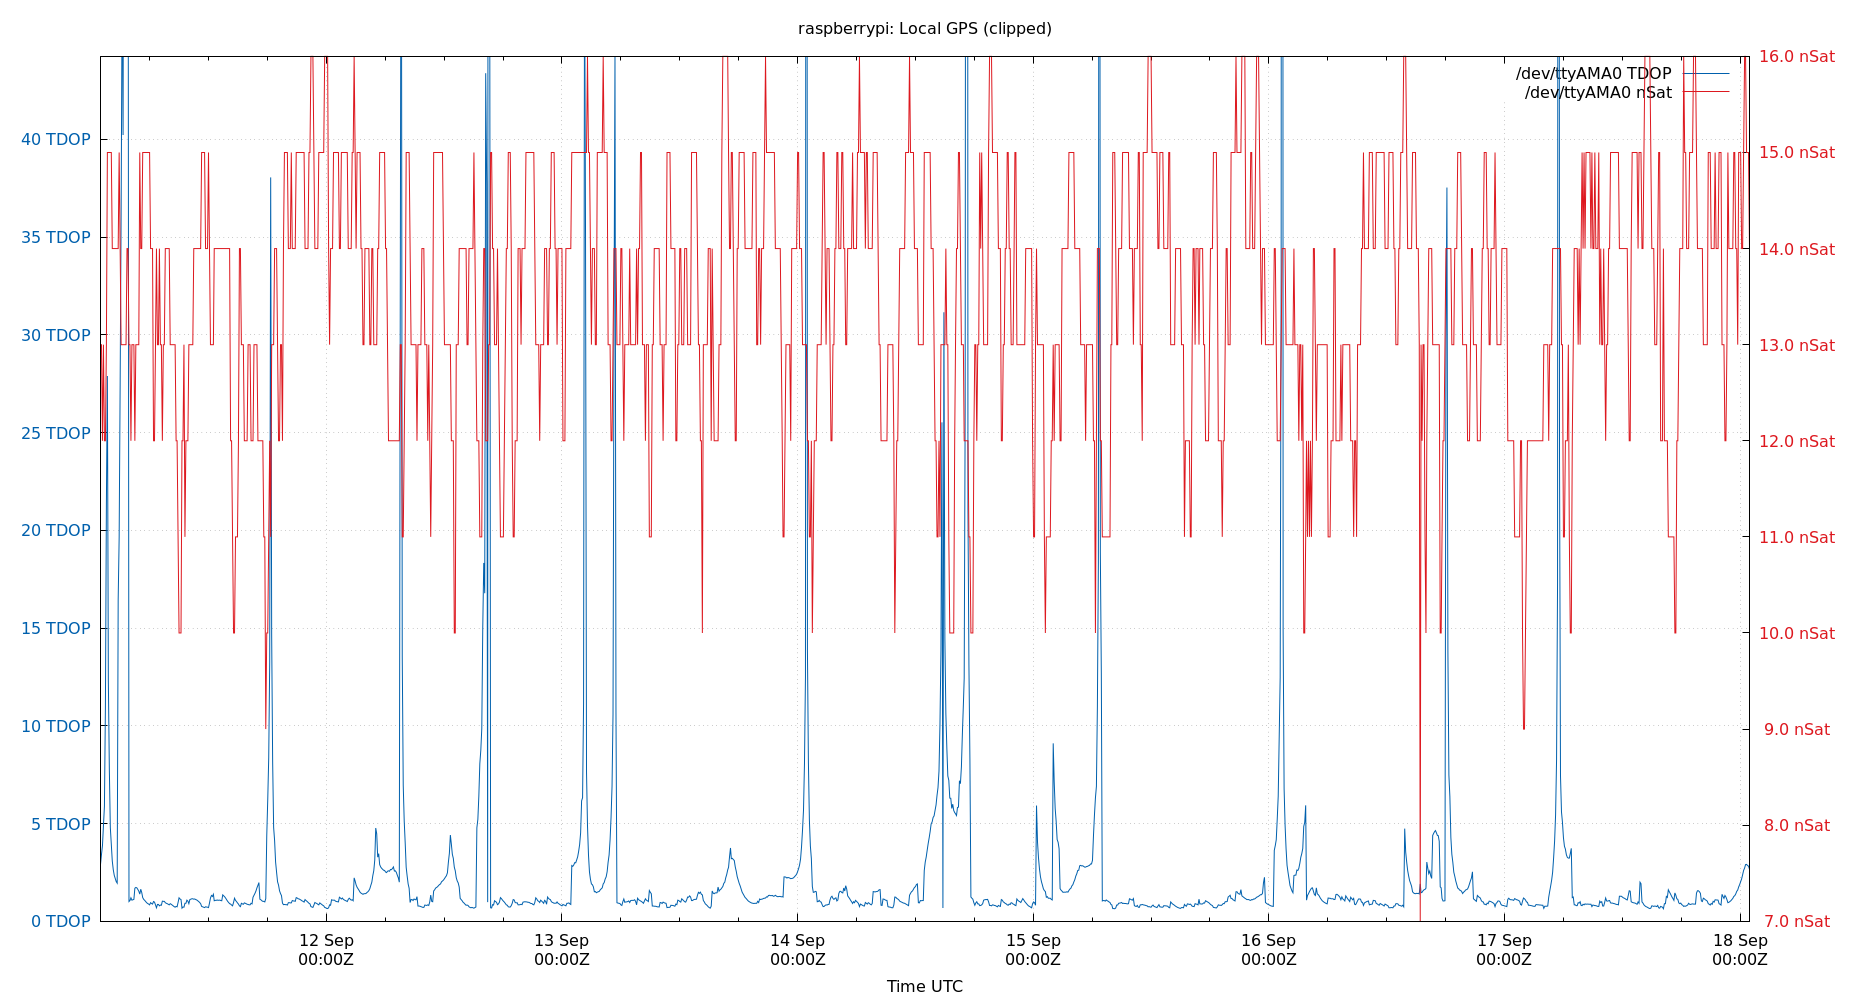 raspberrypi: Local GPS (clipped)
16.0 nSat
/dev/ttyAMA0 TDOP
/dev/ttyAMA0 nSat
40 TDOP
15.0 nSat
35 TDOP
14.0 nSat
30 TDOP
13.0 nSat
25 TDOP
12.0 nSat
20 TDOP
11.0 nSat
15 TDOP
10.0 nSat
10 TDOP
9.0 nSat
5 TDOP
8.0 nSat
0 TDOP
7.0 nSat
12 Sep 13 Sep 14 Sep 15 Sep 16 Sep 17 Sep 18 Sep
00:00Z 00:00Z 00:00Z 00:00Z 00:00Z 00:00Z 00:00Z
Time UTC